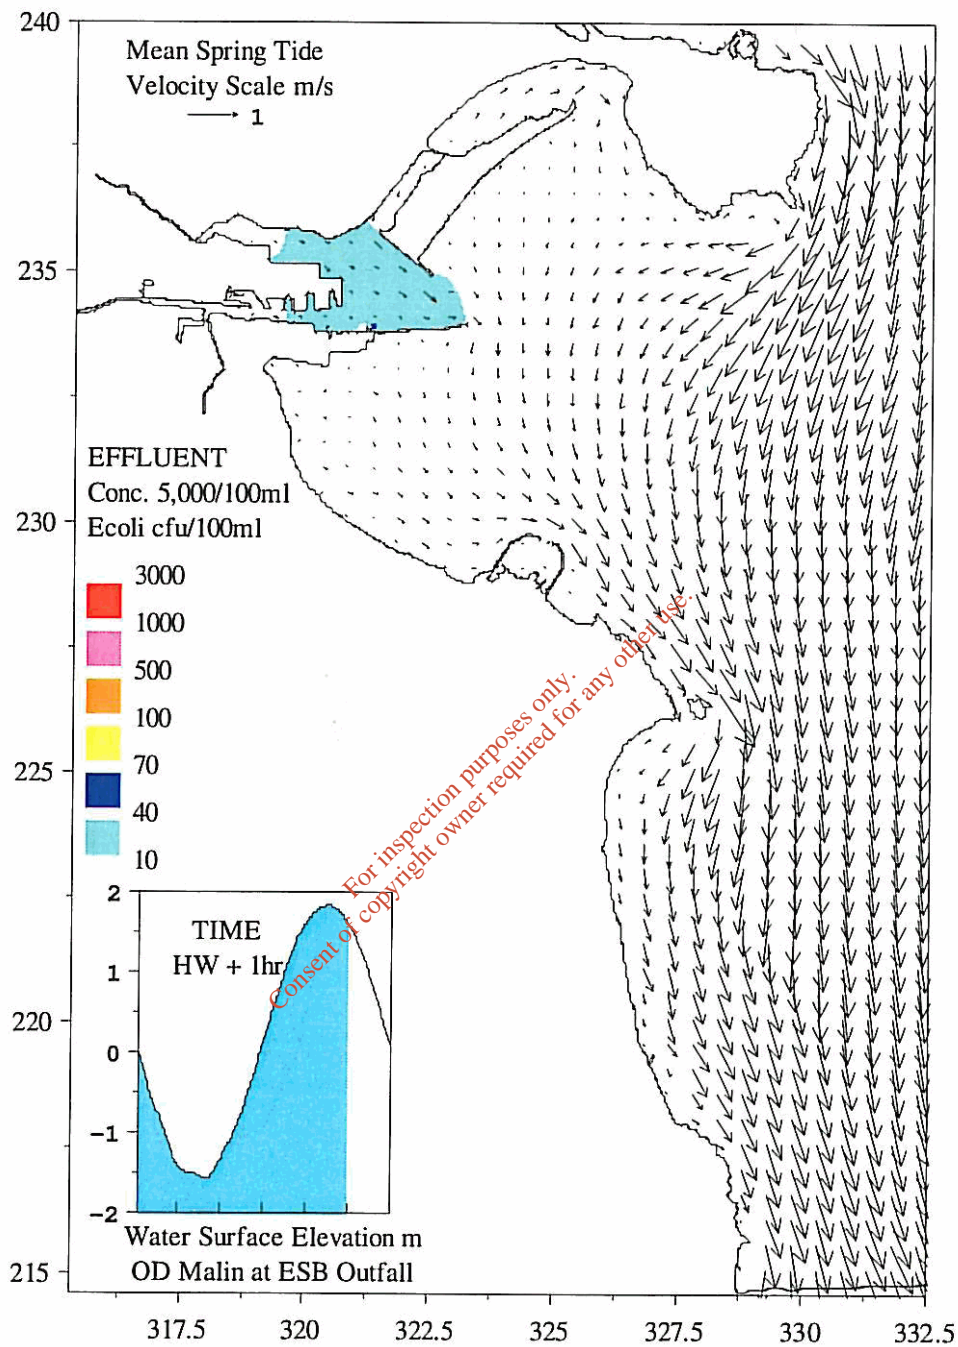 240
Mean Spring Tide
Velocity Scale m/s
1
235
EFFLUENT
Conc. 5,000/100ml
230
Ecoli cfu/100ml
3000
1000
500
100
70
40
10
225
220
215
2
1
0
-1
-2
TIME
HW + 1hr
Water Surface Elevation m
OD Malin at ESB Outfall
317.5
320
322.5
325
327.5
330
332.5
For inspection purposes only.
Consent of copyright owner required for any other use.